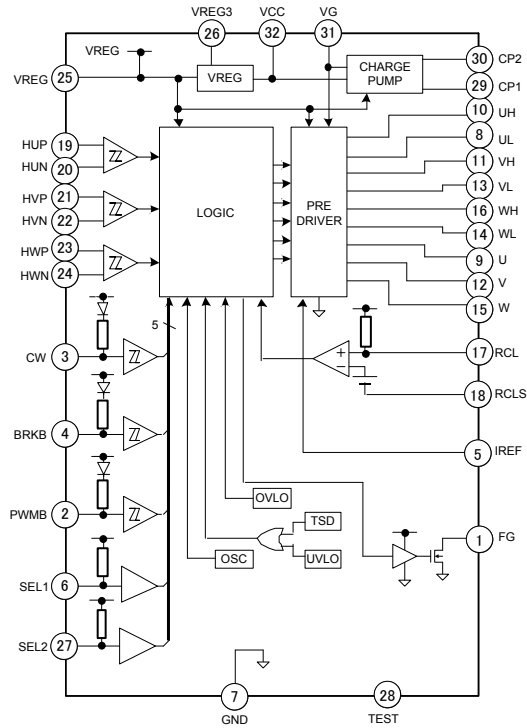 VREG3
VCC
VG
26
32
31
VREG
VREG
25
VREG
CHARGE
PUMP
30
CP2
29
CP1
10
UH
8
UL
11
VH
13
VL
16
WH
14
WL
9
U
12
V
15
W
HUP
19
HUN
20
HVP
21
HVN
22
HWP
23
HWN
24
LOGIC
PRE
DRIVER
5
CW
3
+
−
17
RCL
18
RCLS
BRKB
4
5
IREF
PWMB
2
OVLO
TSD
OSC
UVLO
1
FG
SEL1
6
SEL2
27
7
GND
28
TEST